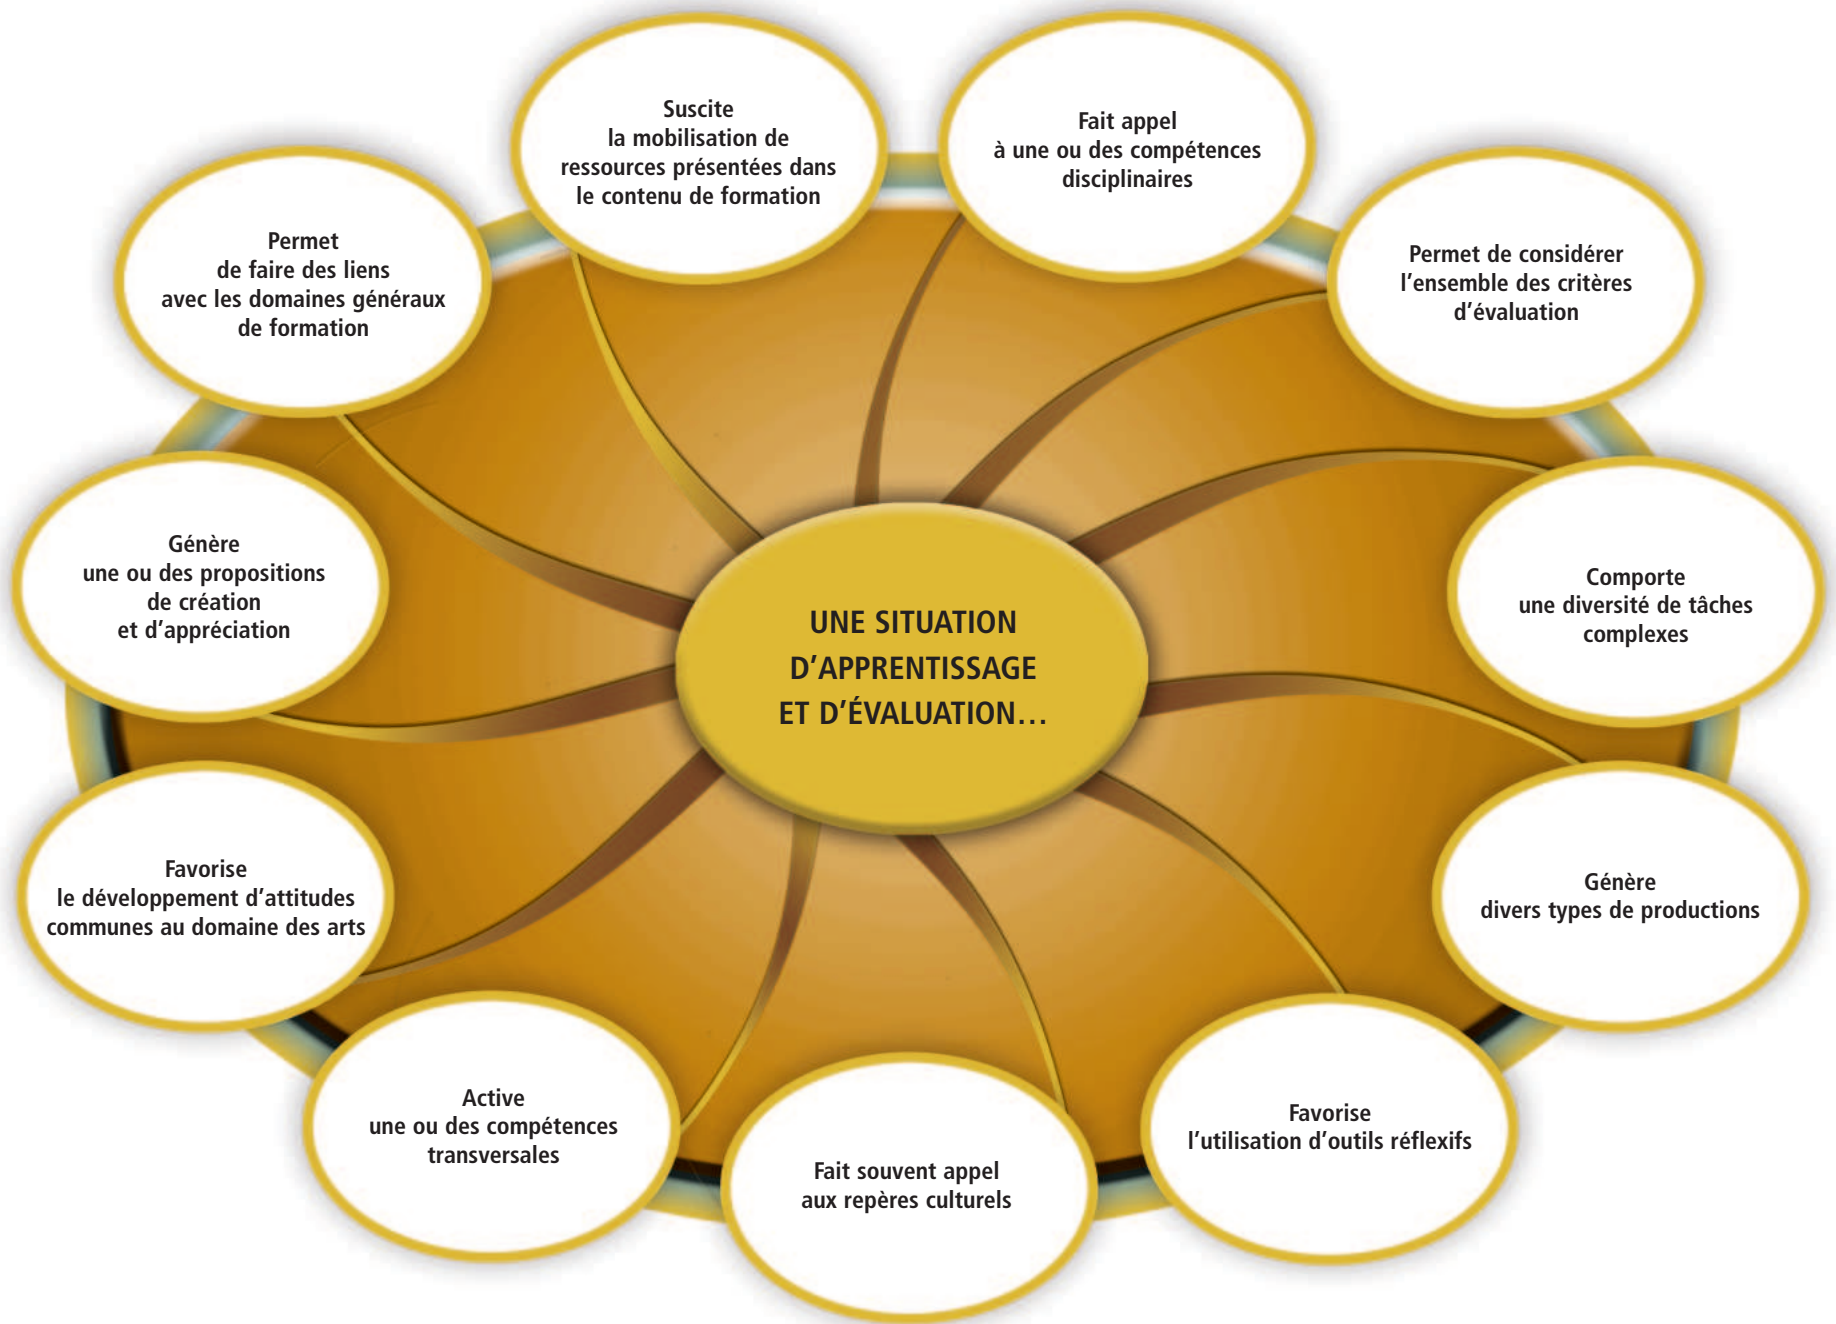 Suscite
la mobilisation de
ressources présentées dans
le contenu de formation
Fait appel
à une ou des compétences
disciplinaires
Permet de considérer
l’ensemble des critères
d’évaluation
Comporte
une diversité de tâches
complexes
Génère
divers types de productions
Favorise
l’utilisation d’outils réflexifs
Fait souvent appel
aux repères culturels
Active
une ou des compétences
transversales
Favorise
le développement d’attitudes
communes au domaine des arts
Génère
une ou des propositions
de création
et d’appréciation
Permet
de faire des liens
avec les domaines généraux
de formation
UNE SITUATION
D’APPRENTISSAGE
ET D’ÉVALUATION…